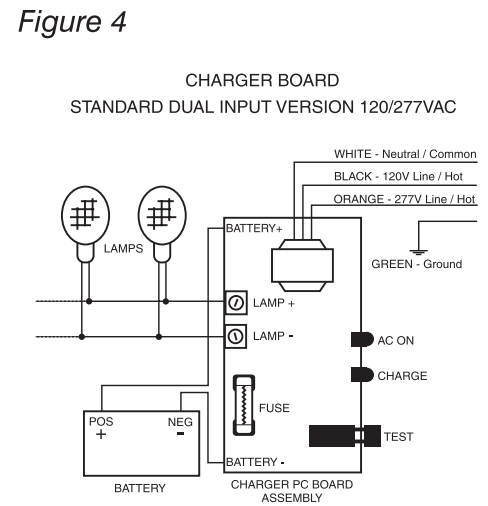 Figure 4
CHARGER BOARD
STANDARD DUAL INPUT VERSION 120/277VAC
WHITE - Neutral / Common
BLACK - 120V Line / Hot
ORANGE - 277V Line / Hot
BATTERY+
LAMPS
GREEN - Ground
LAMP +
LAMP -
AC ON
CHARGE
FUSE
POS
+
NEG
-
TEST
BATTERY -
BATTERY
CHARGER PC BOARD
ASSEMBLY